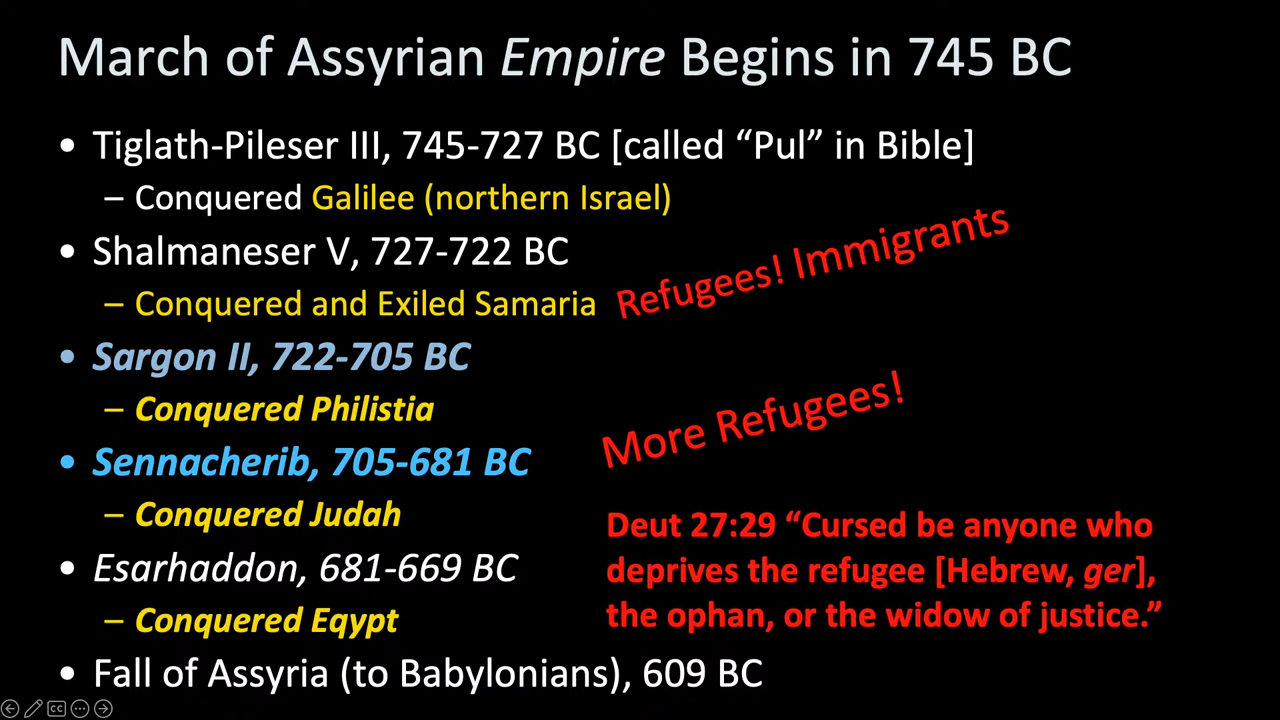 March of Assyrian Empire Begins in 745 BC
• Tiglath-Pileser III, 745-727 BC [called “Pul” in Bible]
– Conquered Galilee (northern Israel)
• Shalmaneser V, 727-722 BC
– Conquered and Exiled Samaria
Refugees! Immigrants
• Sargon II, 722-705 BC
– Conquered Philistia
More Refugees!
• Sennacherib, 705-681 BC
– Conquered Judah
Deut 27:29 “Cursed be anyone who
deprives the refugee [Hebrew, ger],
the ophan, or the widow of justice.”
• Esarhaddon, 681-669 BC
– Conquered Eqypt
• Fall of Assyria (to Babylonians), 609 BC
CC